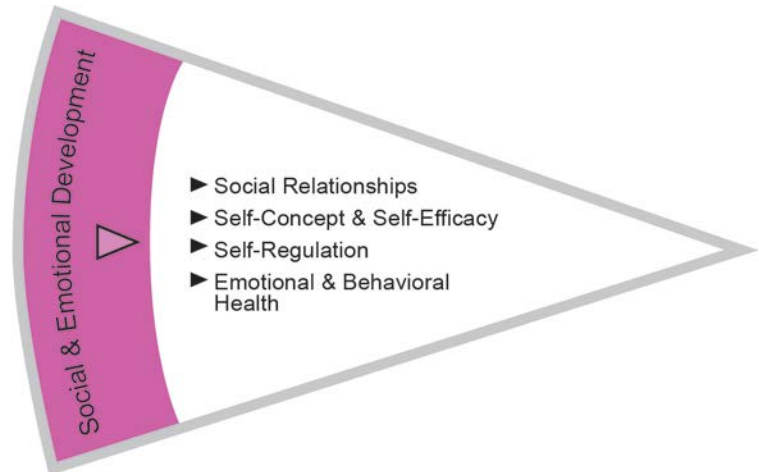 Social & Emotional Development
Social Relationships
Self-Concept & Self-Efficacy
Self-Regulation
Emotional & Behavioral
Health